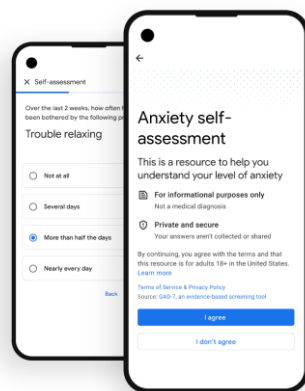 Self-assessment
Over the last 2 weeks, how often
been bothered by the following
Trouble relaxing
Not at all
Several days
More than half the days
Nearly every day
Back
Anxiety self-
assessment
This is a resource to help you
understand your level of anxiety
For informational purposes only
Not a medical diagnosis
Private and secure
Your answers aren't collected or shared
By continuing, you agree with the terms and that
this resource is for adults 18+ in the United States.
Learn more
Terms of Service & Privacy Policy
Source: GAD-7, an evidence-based screening tool
I agree
I don't agree